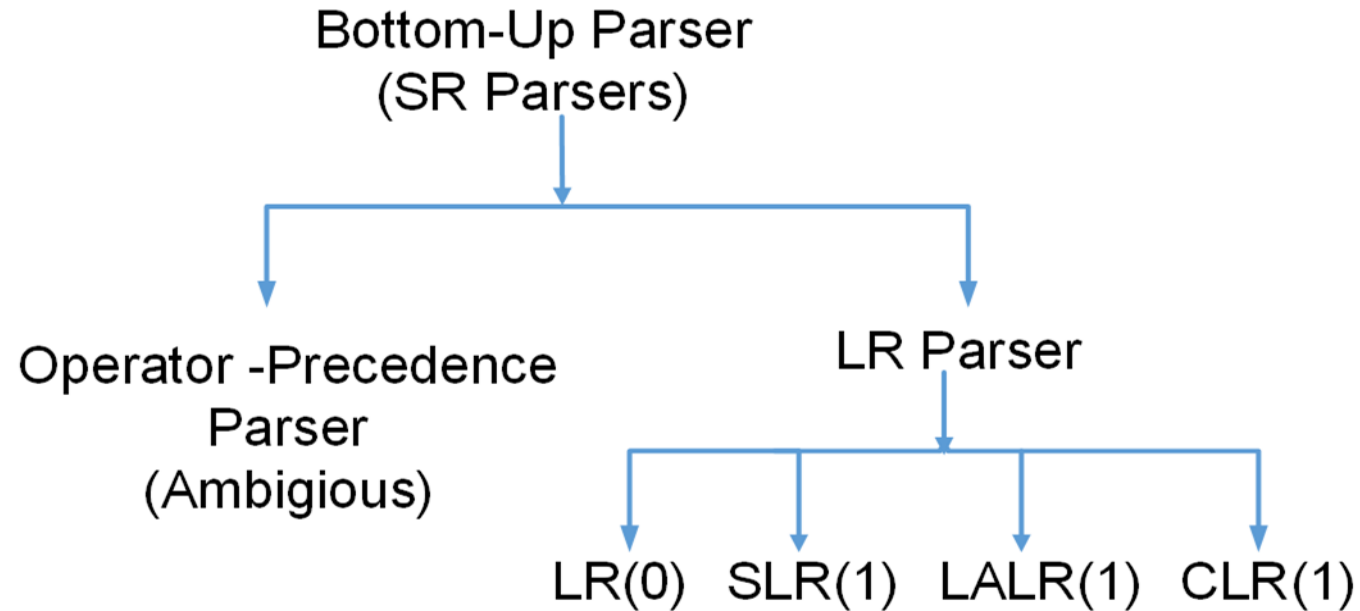 Bottom-Up Parser
(SR Parsers)
Operator -Precedence
Parser
(Ambigious)
LR Parser
LR(0) SLR(1) LALR(1) CLR(1)